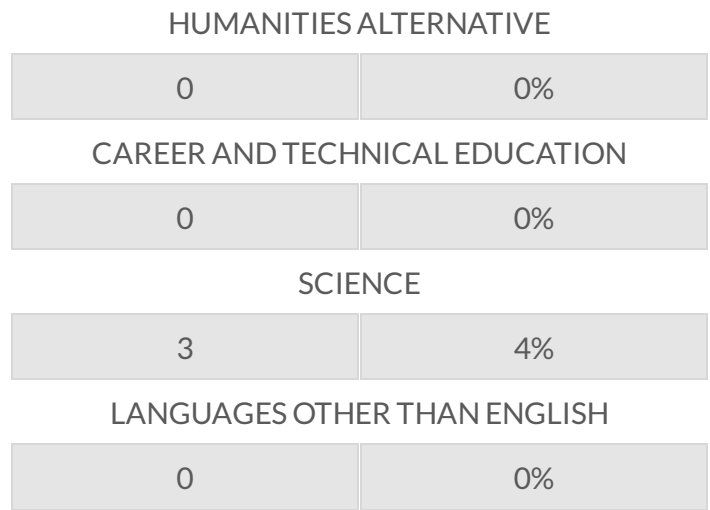 HUMANITIES ALTERNATIVE
0 0%
CAREER AND TECHNICAL EDUCATION
0 0%
SCIENCE
3 4%
LANGUAGES OTHER THAN ENGLISH
0 0%